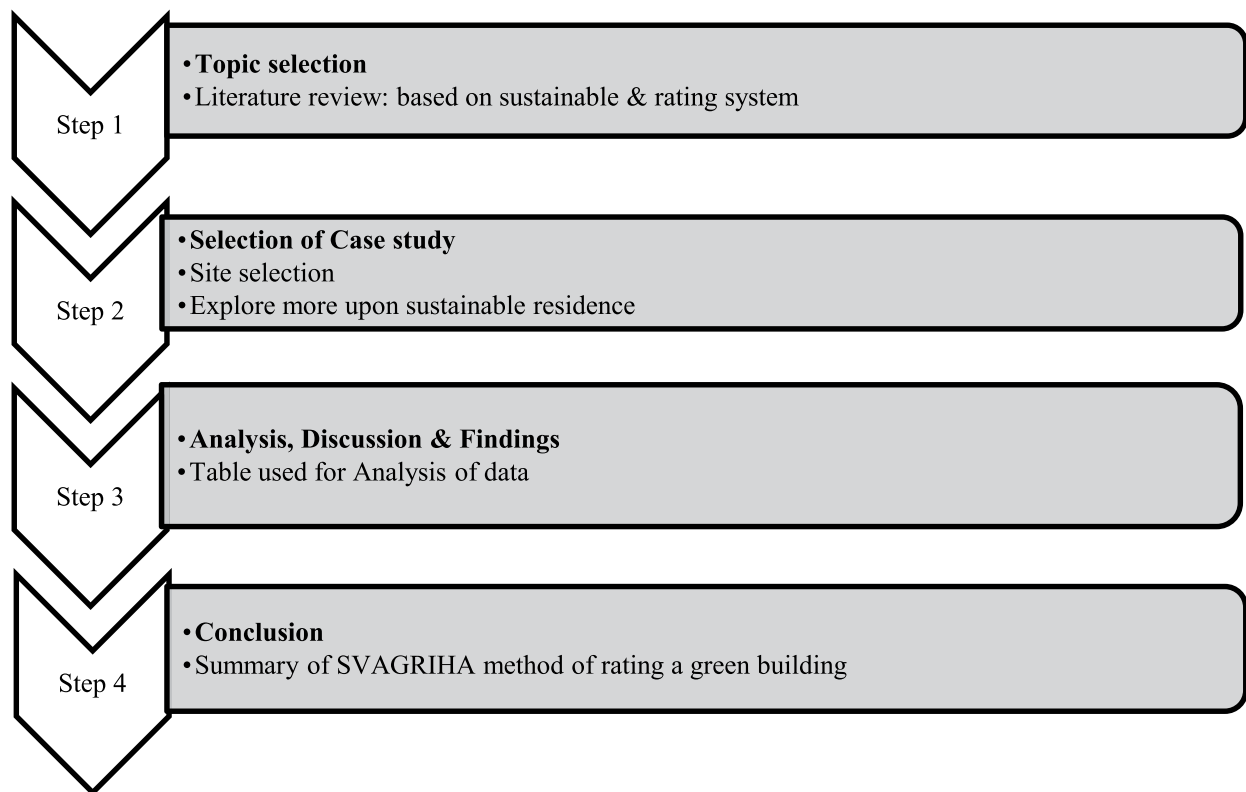 Step 1
•Topic selection
•Literature review: based on sustainable & rating system
Step 2
•Selection of Case study
•Site selection
•Explore more upon sustainable residence
Step 3
•Analysis, Discussion & Findings
•Table used for Analysis of data
Step 4
•Conclusion
•Summary of SVAGRIHA method of rating a green building